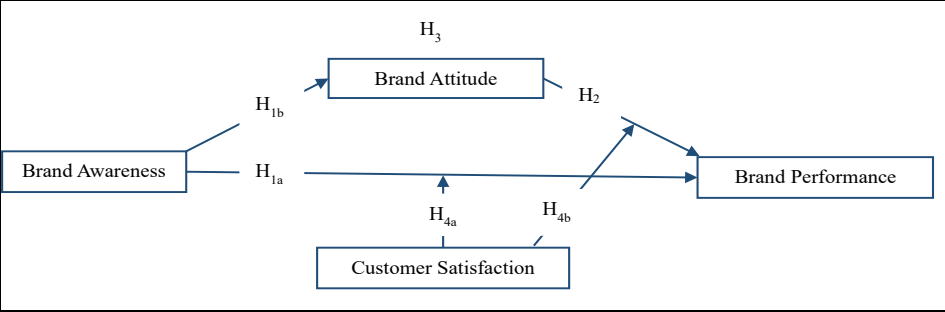 H3
Brand Attitude
H2
H1b
Brand Awareness
H1a
Brand Performance
H4a
H4b
Customer Satisfaction